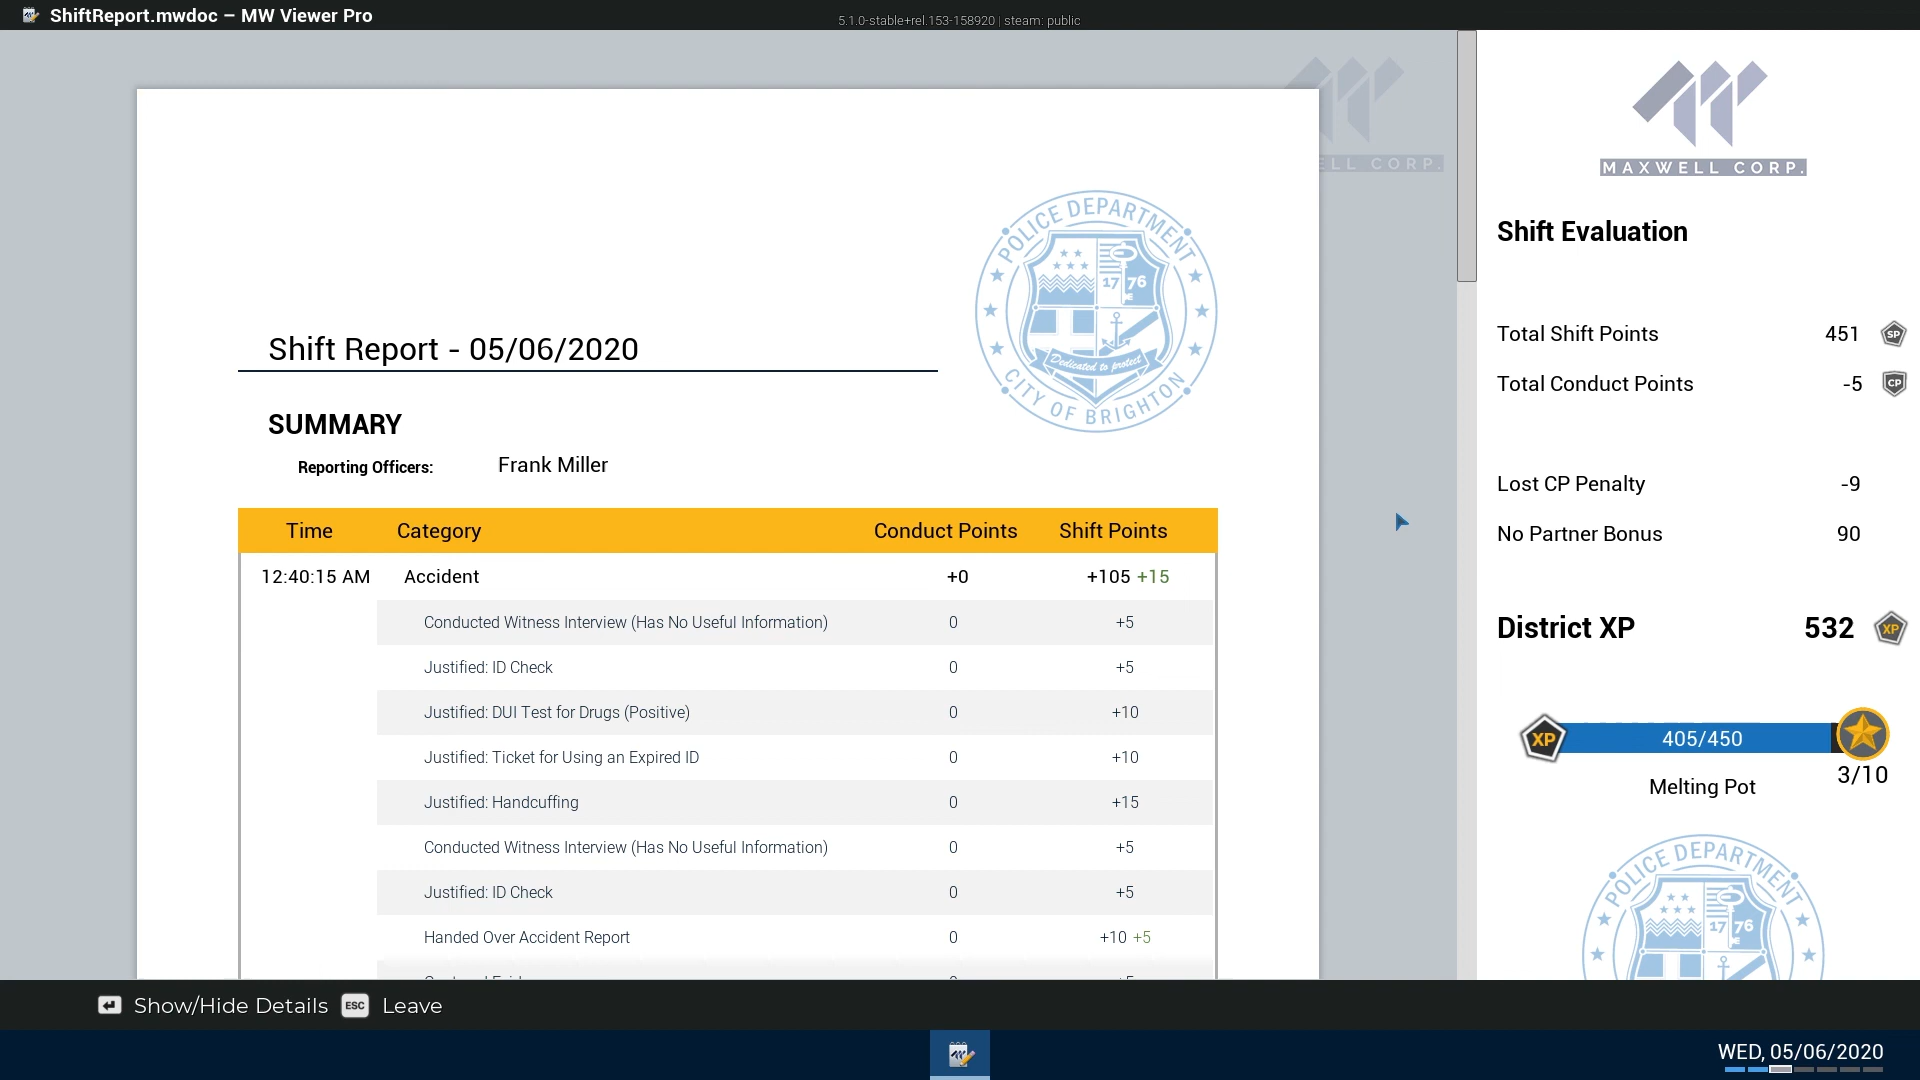 ShiftReport.mwdoc – MW Viewer Pro
5.1.0-stable+rel.153-158920 | steam: public
ELL CORP.
MAXWELL CORP.
POLICE DEPARTMENT
17 76
Dedicated to protect
CITY OF BRIGHTON
Shift Report - 05/06/2020
SUMMARY
Reporting Officers: Frank Miller
Time Category Conduct Points Shift Points
12:40:15 AM Accident +0 +105 +15
Conducted Witness Interview (Has No Useful Information) 0 +5
Justified: ID Check 0 +5
Justified: DUI Test for Drugs (Positive) 0 +10
Justified: Ticket for Using an Expired ID 0 +10
Justified: Handcuffing 0 +15
Conducted Witness Interview (Has No Useful Information) 0 +5
Justified: ID Check 0 +5
Handed Over Accident Report 0 +10 +5
Shift Evaluation
Total Shift Points 451 SP
Total Conduct Points -5 CP
Lost CP Penalty -9
No Partner Bonus 90
District XP 532 XP
XP 405/450
3/10
Melting Pot
POLICE DEPARTMENT
17 76
Show/Hide Details ESC Leave
WED, 05/06/2020